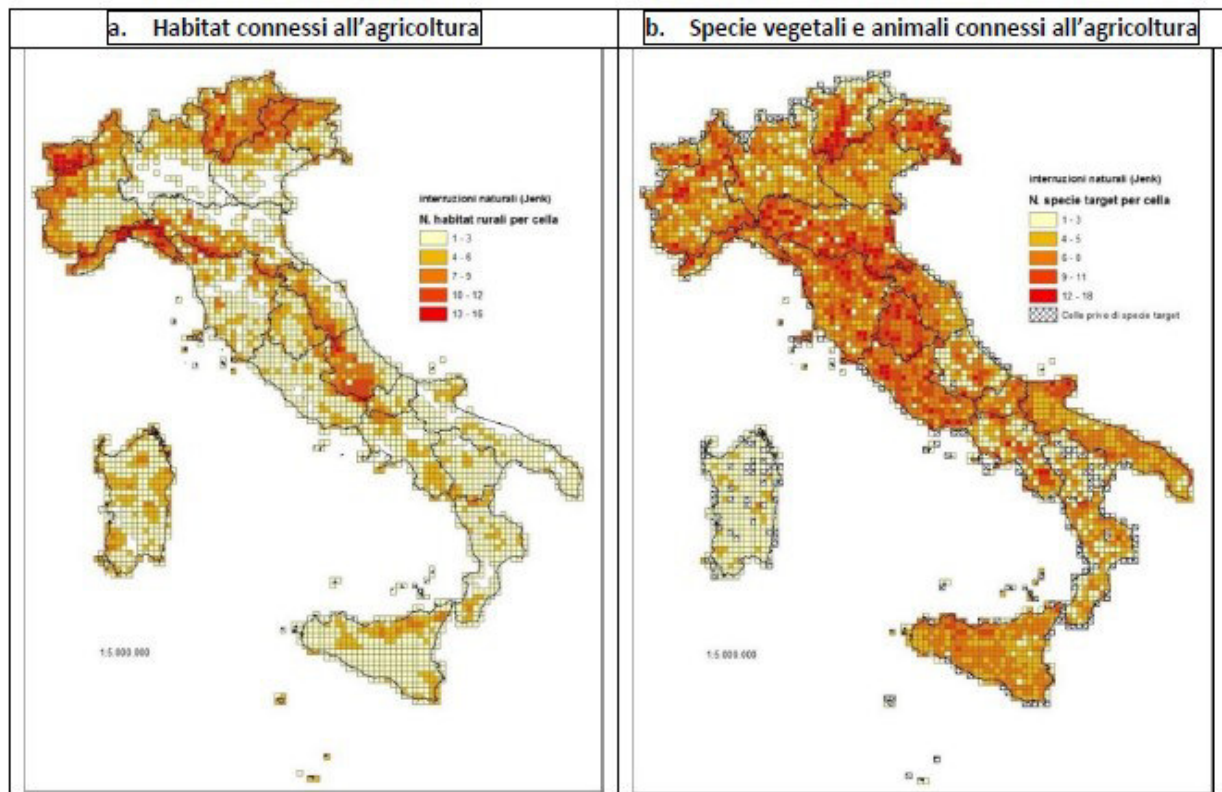 a. Habitat connessi all'agricoltura
b. Specie vegetali e animali connessi all'agricoltura
interruzioni naturali (Jenk)
N. habitat rurali per cella
1 - 3
4 - 6
7 - 9
10 - 12
13 - 16
1:5.000.000
interruzioni naturali (Jenk)
N. specie target per cella
1 - 3
4 - 5
6 - 8
9 - 11
12 - 18
Celle prive di specie target
1:5.000.000